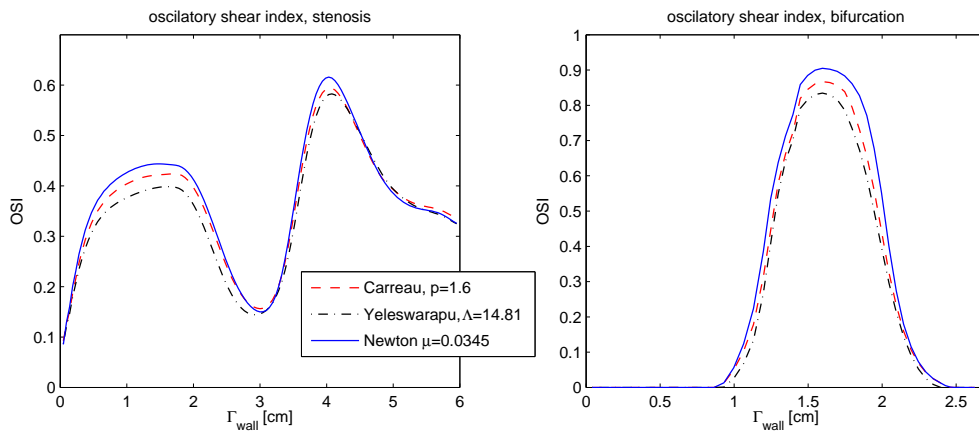 oscilatory shear index, stenosis
OSI
0.6
0.5
0.4
0.3
0.2
0.1
0
0 1 2 3 4 5 6
Γwall [cm]
Carreau, p=1.6
Yeleswarapu, Λ=14.81
Newton μ=0.0345
oscilatory shear index, bifurcation
OSI
1
0.9
0.8
0.7
0.6
0.5
0.4
0.3
0.2
0.1
0
0 0.5 1 1.5 2 2.5
Γwall [cm]